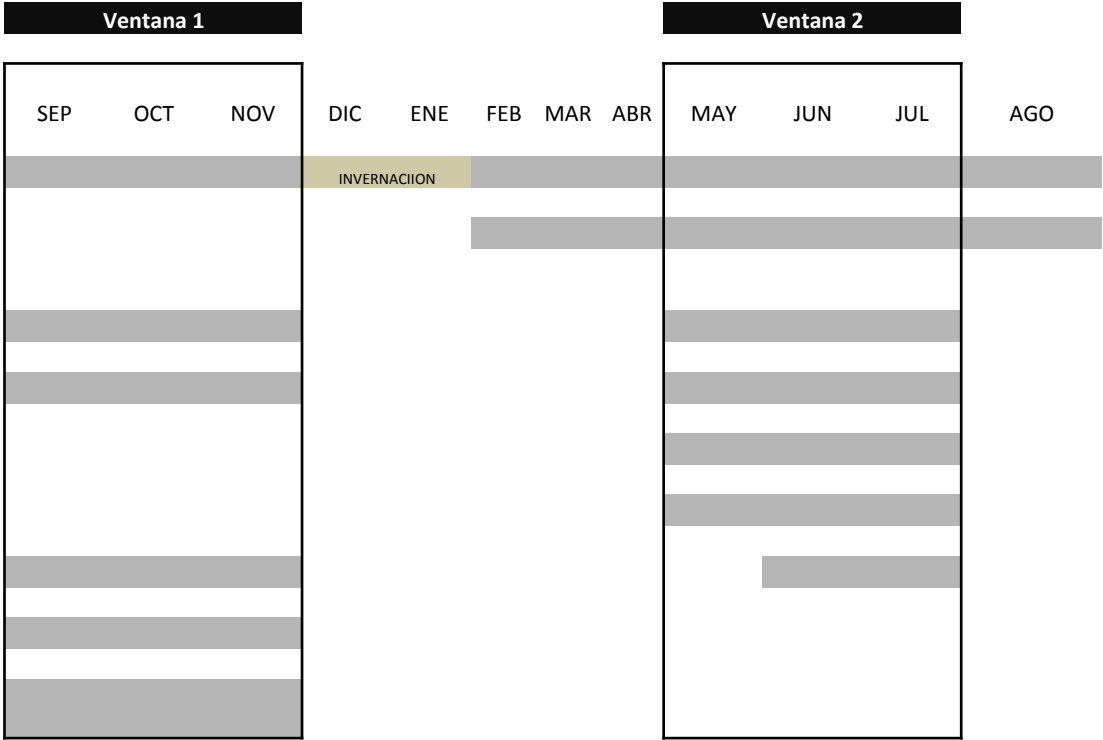 Ventana 1 Ventana 2
SEP OCT NOV DIC ENE FEB MAR ABR MAY JUN JUL AGO
INVERNACIION